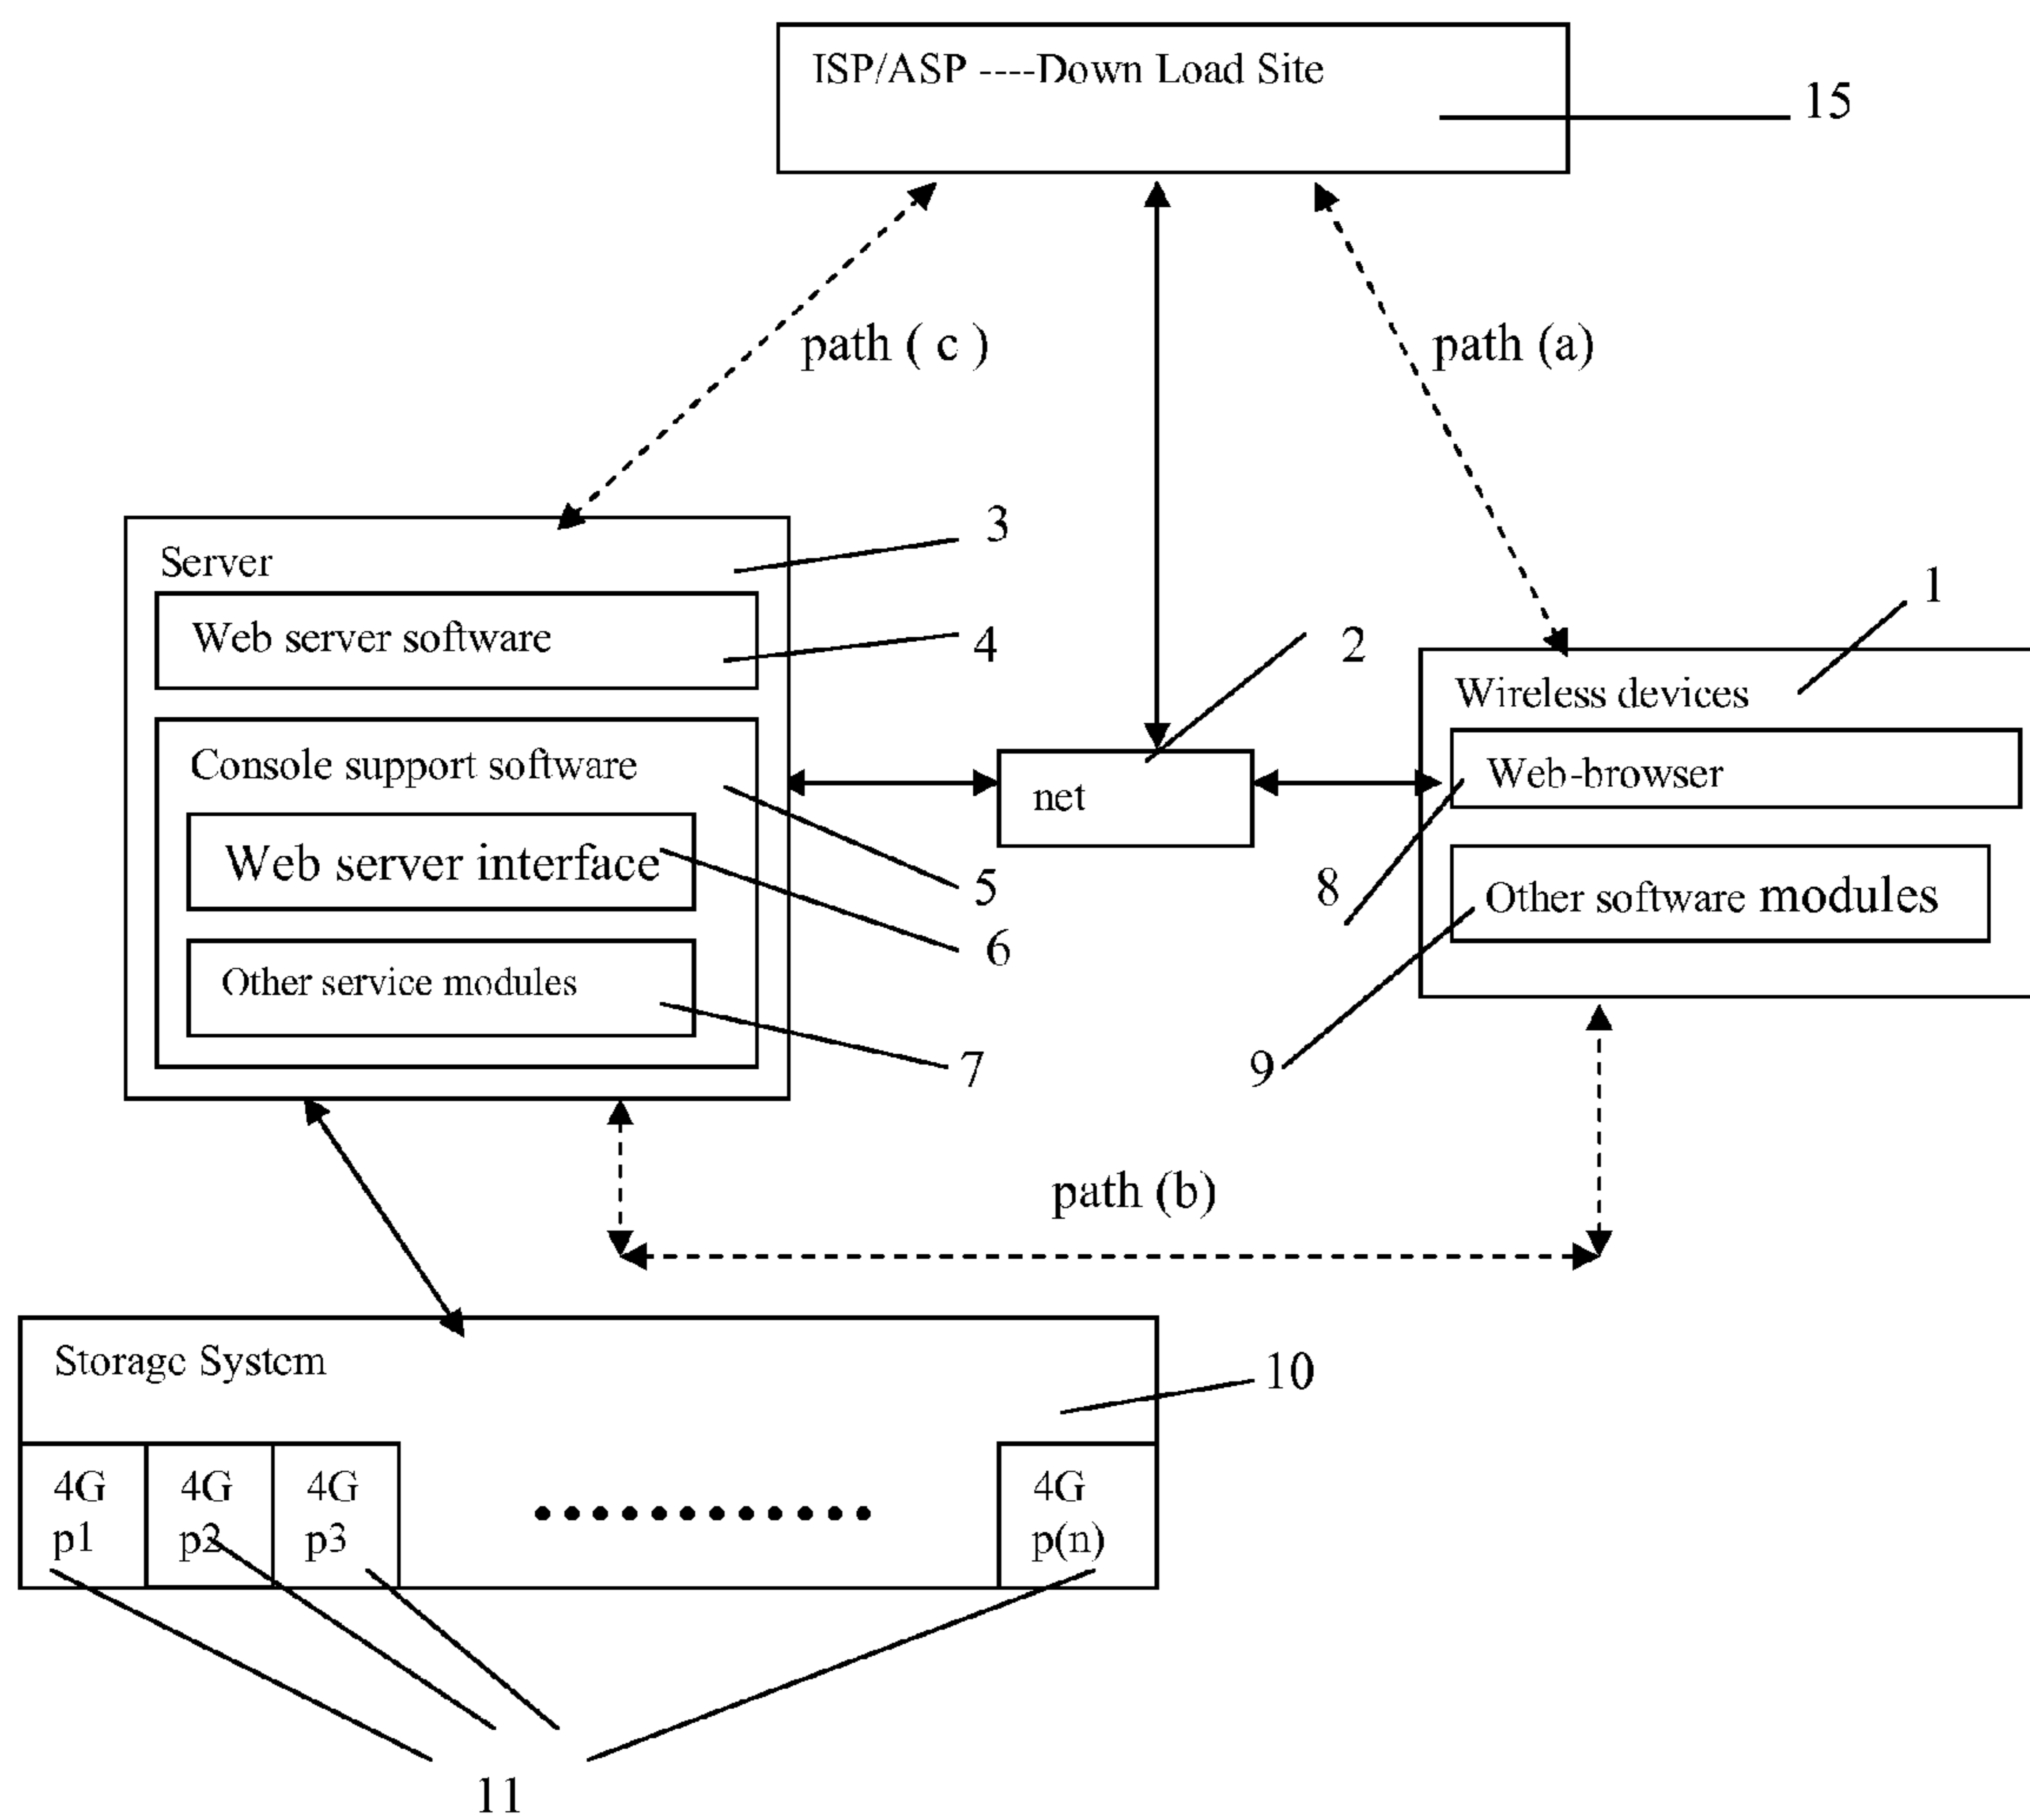 ISP/ASP ----Down Load Site
15
path ( c )
path (a)
3
Server
1
Web server software
4
2
Wireless devices
Console support software
Web-browser
net
Web server interface
5
8
Other software modules
6
Other service modules
7
9
path (b)
Storage System
10
4G
p1
4G
p2
4G
p3
4G
p(n)
11